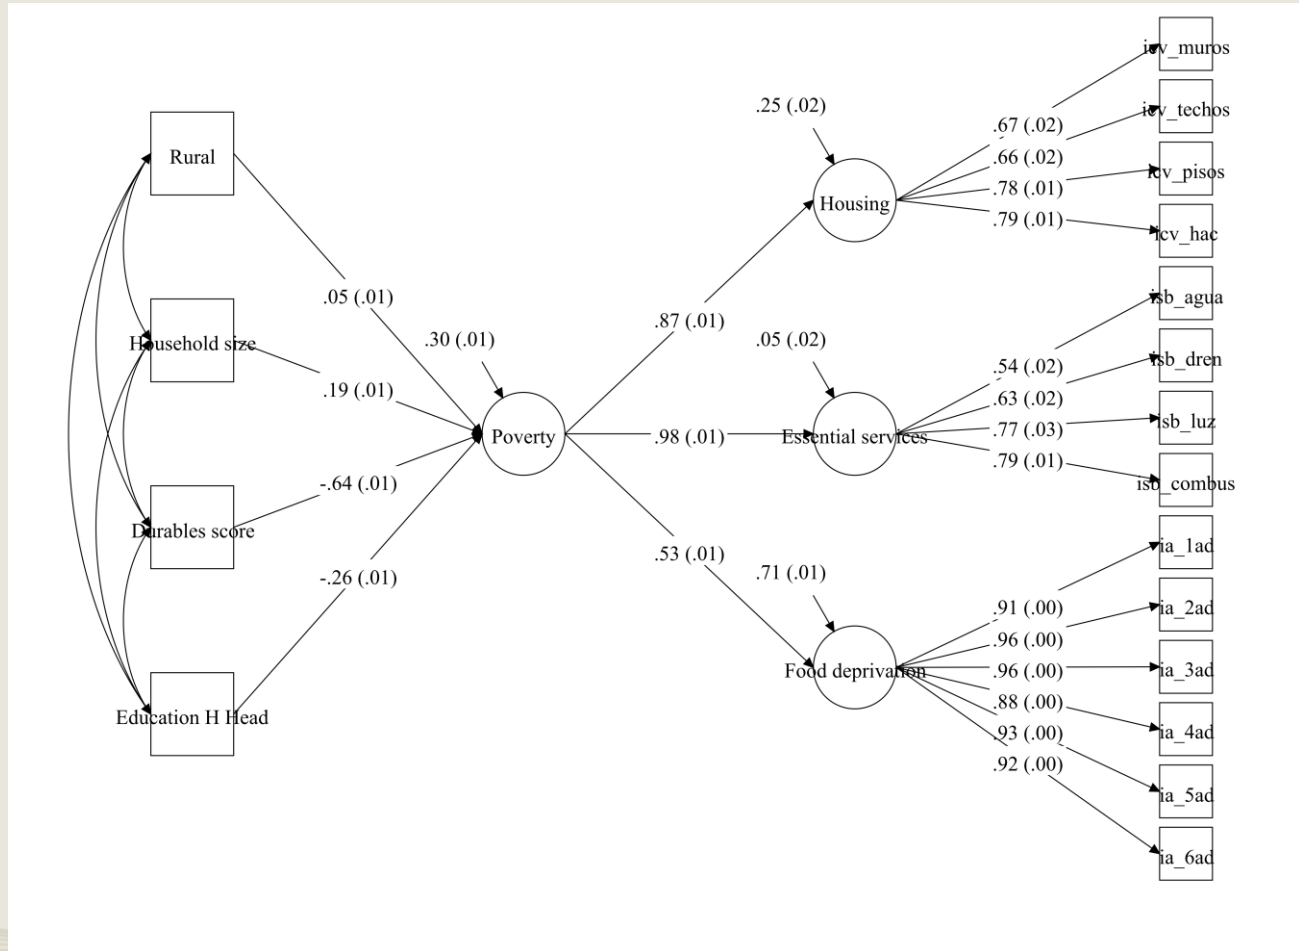 Rural
Household size
Durables score
Education H Head
.05 (.01)
.19 (.01)
-.64 (.01)
-.26 (.01)
.30 (.01)
Poverty
.87 (.01)
.98 (.01)
.53 (.01)
.25 (.02)
Housing
.05 (.02)
Essential services
.71 (.01)
Food deprivation
.67 (.02)
.66 (.02)
.78 (.01)
.79 (.01)
.54 (.02)
.63 (.02)
.77 (.03)
.79 (.01)
.91 (.00)
.96 (.00)
.96 (.00)
.88 (.00)
.93 (.00)
.92 (.00)
icv_muros
icv_techos
icv_pisos
icv_hac
isb_agua
isb_dren
isb_luz
isb_combus
ia_1ad
ia_2ad
ia_3ad
ia_4ad
ia_5ad
ia_6ad